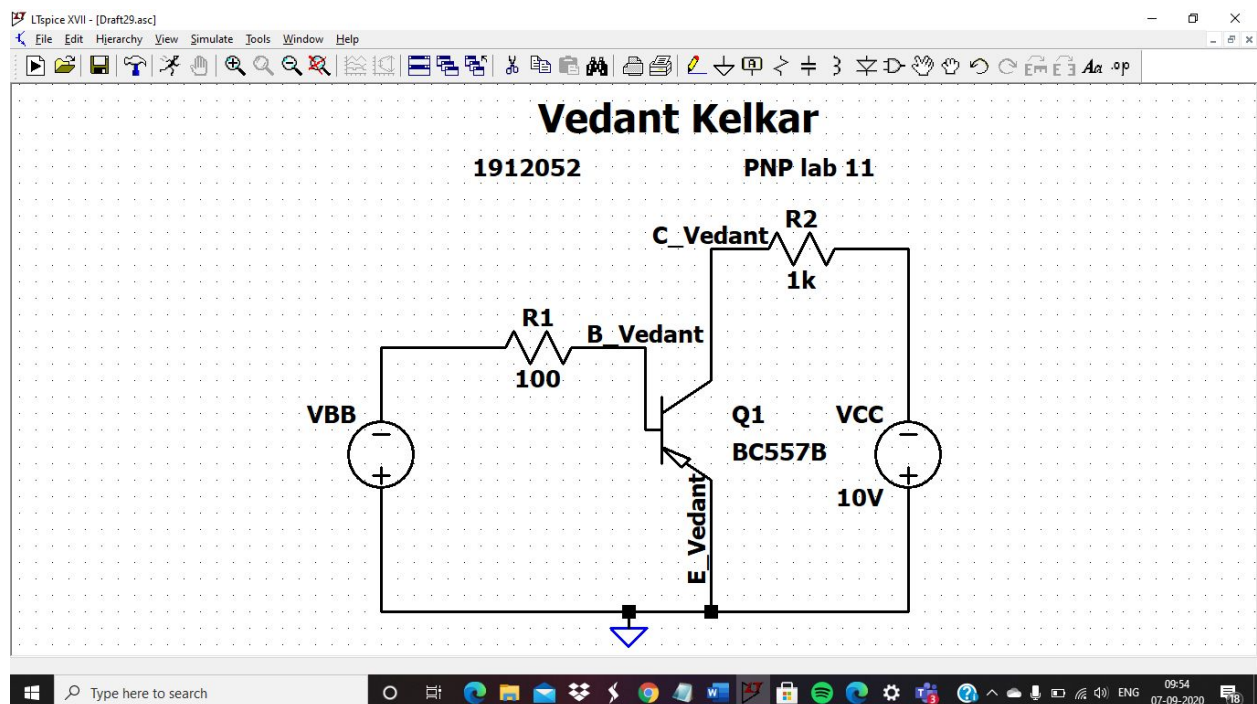 LTspice XVII - [Draft29.asc]
File Edit Hierarchy View Simulate Tools Window Help
Aa .op
Vedant Kelkar
1912052 PNP lab 11
R2
C_Vedant
1k
R1
B_Vedant
100
VBB
Q1
VCC
BC557B
10V
E_Vedant
Type here to search
ENG
09:54
07-09-2020